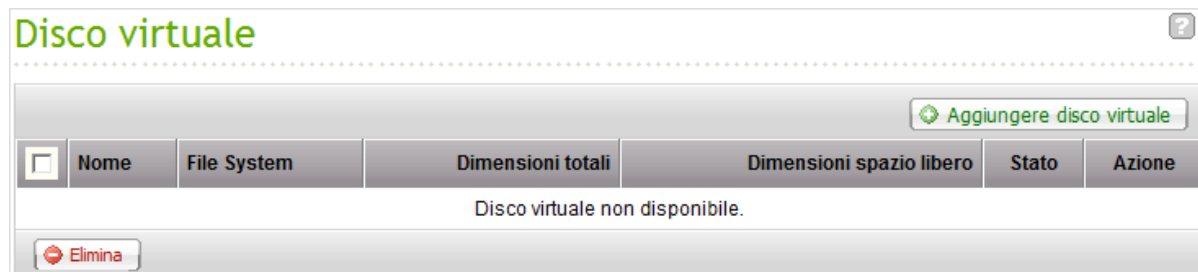 Disco virtuale
?
Aggiungere disco virtuale
Nome File System Dimensioni totali Dimensioni spazio libero Stato Azione
Disco virtuale non disponibile.
Elimina